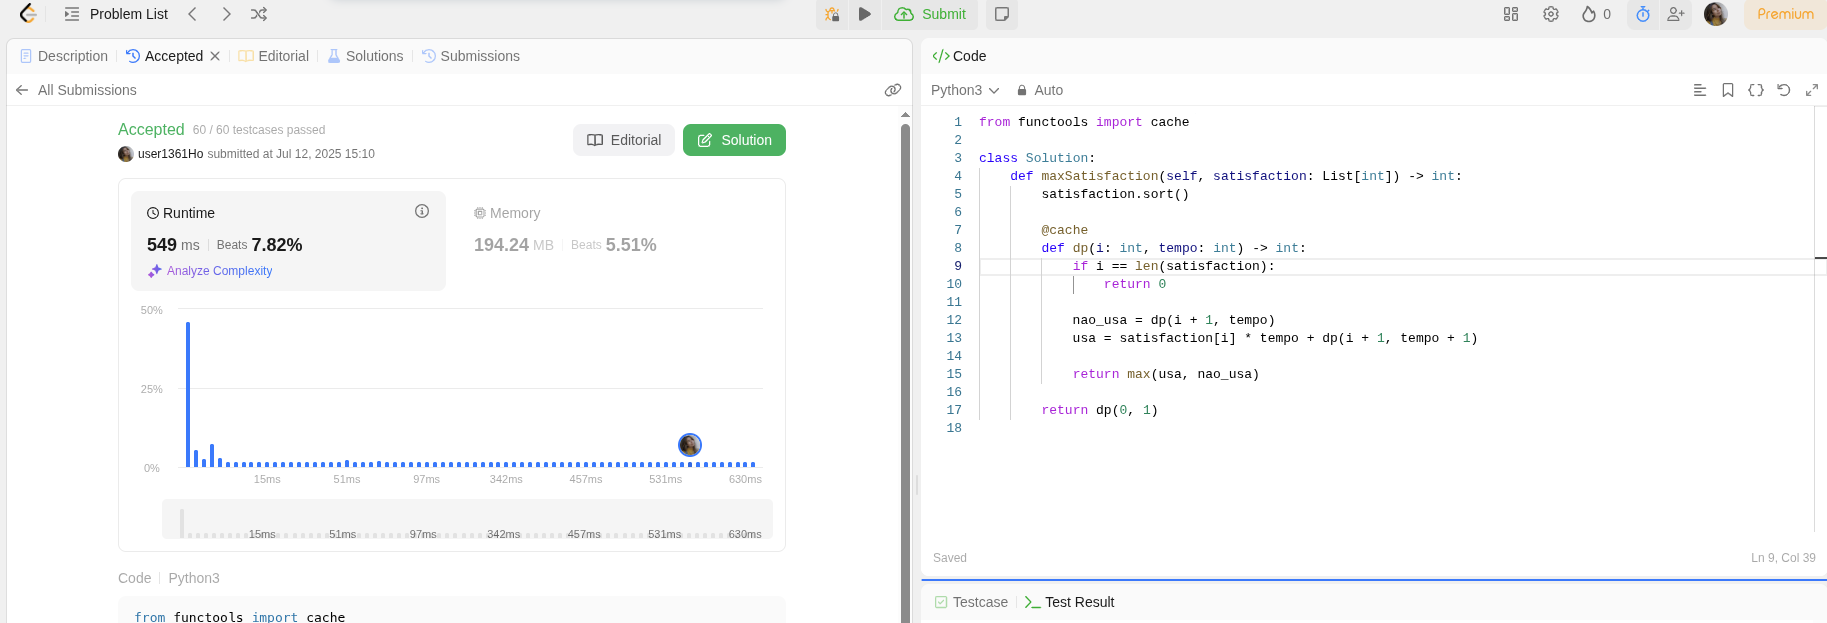 Problem List
Submit
0
Premium
Description
Accepted
Editorial
Solutions
Submissions
All Submissions
Accepted 60 / 60 testcases passed
user1361Ho submitted at Jul 12, 2025 15:10
Editorial
Solution
Runtime
549 ms Beats 7.82%
Analyze Complexity
Memory
194.24 MB Beats 5.51%
50%
25%
0%
15ms 51ms 97ms 342ms 457ms 531ms 630ms
15ms 51ms 97ms 342ms 457ms 531ms 630ms
Code Python3
from functools import cache
</> Code
Python3 Auto
1 from functools import cache
2
3 class Solution:
4     def maxSatisfaction(self, satisfaction: List[int]) -> int:
5         satisfaction.sort()
6
7         @cache
8         def dp(i: int, tempo: int) -> int:
9             if i == len(satisfaction):
10                 return 0
11
12             nao_usa = dp(i + 1, tempo)
13             usa = satisfaction[i] * tempo + dp(i + 1, tempo + 1)
14
15             return max(usa, nao_usa)
16
17         return dp(0, 1)
18
Saved
Ln 9, Col 39
Testcase
Test Result